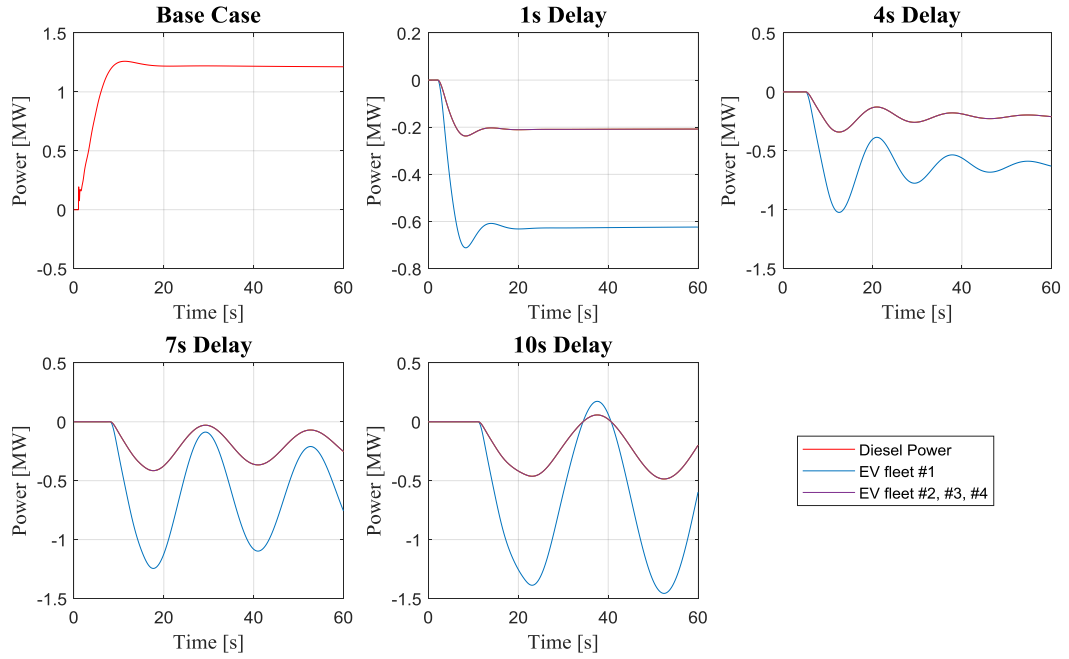 Base Case
1.5
1
0.5
0
-0.5
0 20 40 60
Power [MW]
Time [s]
1s Delay
0.2
0
-0.2
-0.4
-0.6
-0.8
0 20 40 60
Power [MW]
Time [s]
4s Delay
0.5
0
-0.5
-1
-1.5
0 20 40 60
Power [MW]
Time [s]
7s Delay
0.5
0
-0.5
-1
-1.5
0 20 40 60
Power [MW]
Time [s]
10s Delay
0.5
0
-0.5
-1
-1.5
0 20 40 60
Power [MW]
Time [s]
Diesel Power
EV fleet #1
EV fleet #2, #3, #4